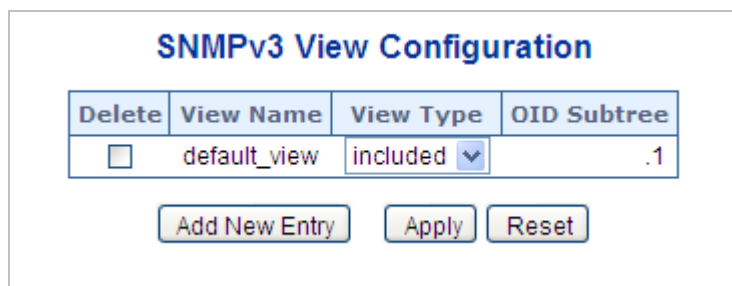 SNMPv3 View Configuration
Delete View Name View Type OID Subtree
default_view included .1
Add New Entry Apply Reset